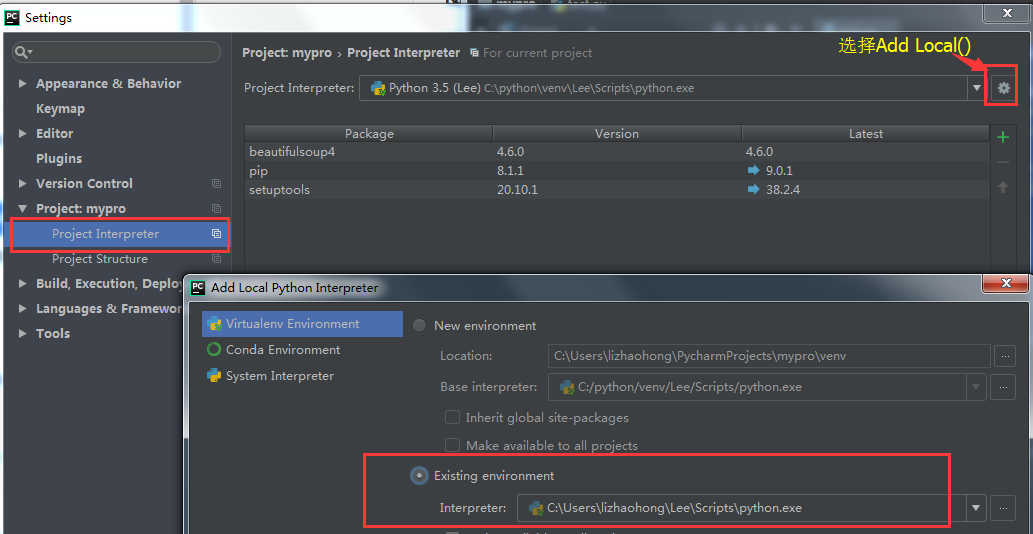 PC Settings
选择Add Local()
Project: mypro › Project Interpreter For current project
Appearance & Behavior
Keymap
Editor
Plugins
Version Control
Project: mypro
Project Interpreter
Project Structure
Build, Execution, Deploy
Languages & Framewor
Tools
Project Interpreter: Python 3.5 (Lee) C:\python\venv\Lee\Scripts\python.exe
Package Version Latest
beautifulsoup4 4.6.0 4.6.0
pip 8.1.1 9.0.1
setuptools 20.10.1 38.2.4
PC Add Local Python Interpreter
Virtualenv Environment
Conda Environment
System Interpreter
New environment
Location: C:\Users\lizhaohong\PycharmProjects\mypro\venv ...
Base interpreter: C:/python/venv/Lee/Scripts/python.exe ...
Inherit global site-packages
Make available to all projects
Existing environment
Interpreter: C:\Users\lizhaohong\Lee\Scripts\python.exe ...